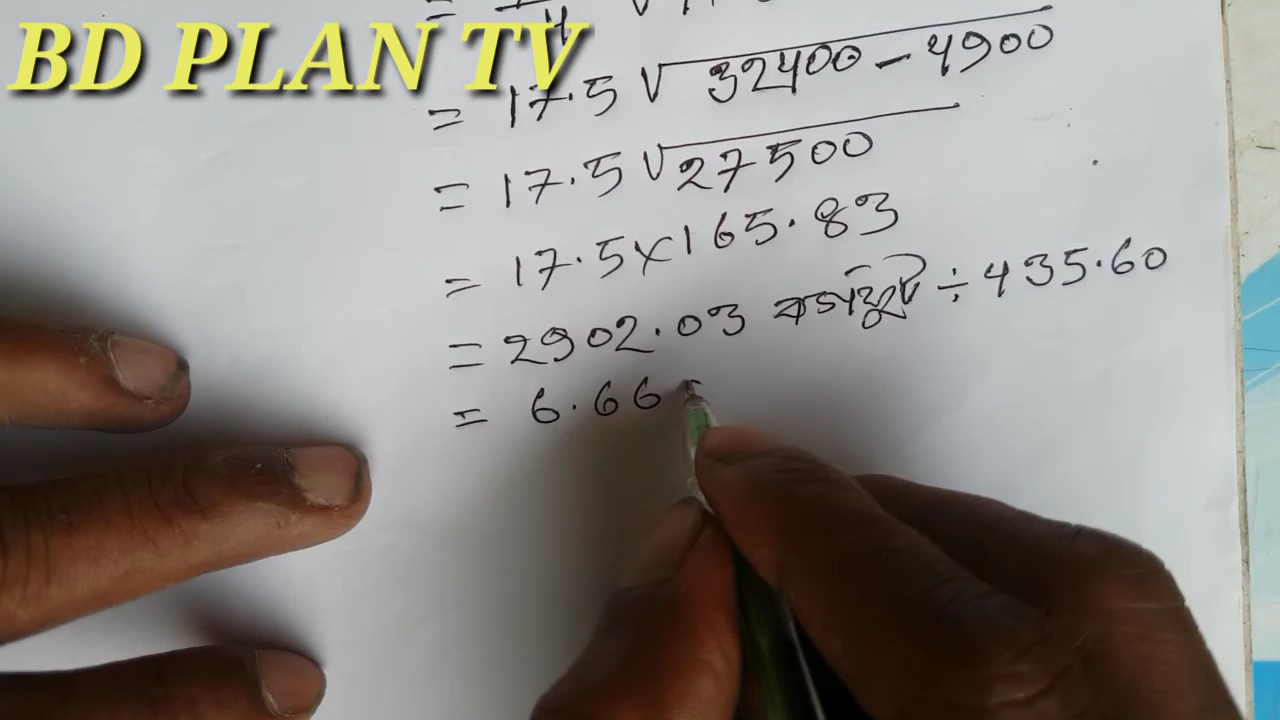 BD PLAN TV
= 17.5 √32400 - 4900
= 17.5 √27500
= 17.5 × 165.83
= 2902.03 বর্গফুট ÷ 435.60
= 6.66